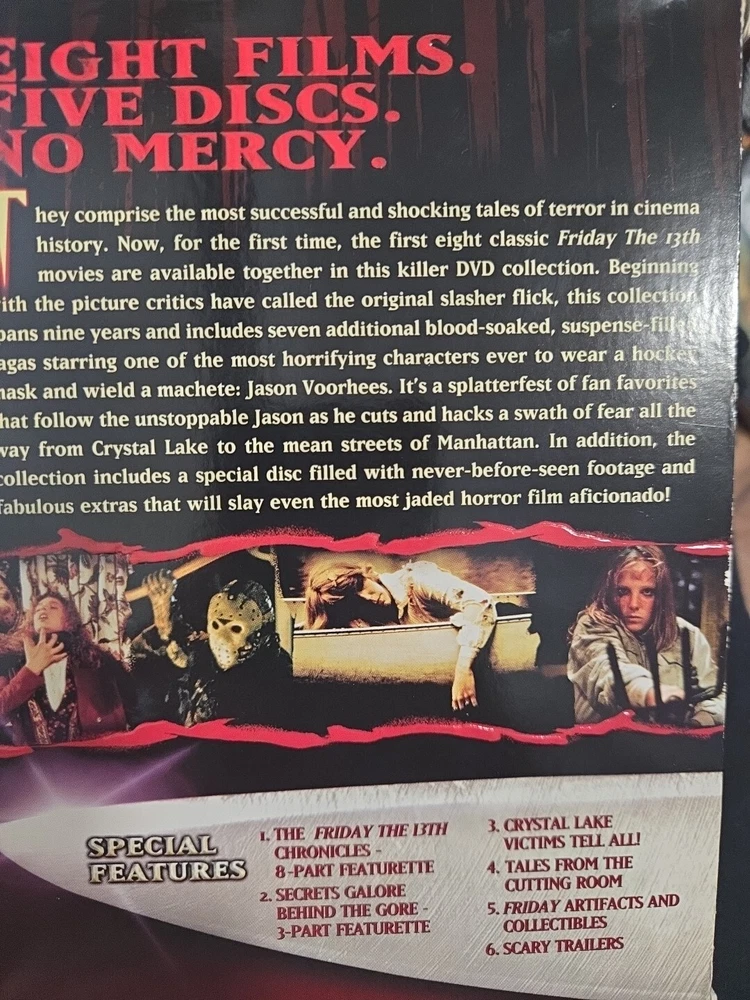 EIGHT FILMS.
FIVE DISCS.
NO MERCY.
They comprise the most successful and shocking tales of terror in cinema
history. Now, for the first time, the first eight classic Friday The 13th
movies are available together in this killer DVD collection. Beginning
ith the picture critics have called the original slasher flick, this collection
pans nine years and includes seven additional blood-soaked, suspense-filled
agas starring one of the most horrifying characters ever to wear a hockey
mask and wield a machete: Jason Voorhees. It's a splatterfest of fan favorites
hat follow the unstoppable Jason as he cuts and hacks a swath of fear all the
way from Crystal Lake to the mean streets of Manhattan. In addition, the
collection includes a special disc filled with never-before-seen footage and
fabulous extras that will slay even the most jaded horror film aficionado!
SPECIAL
FEATURES
1. THE FRIDAY THE 13TH
CHRONICLES -
8-PART FEATURETTE
2. SECRETS GALORE
BEHIND THE GORE -
3-PART FEATURETTE
3. CRYSTAL LAKE
VICTIMS TELL ALL!
4. TALES FROM THE
CUTTING ROOM
5. FRIDAY ARTIFACTS AND
COLLECTIBLES
6. SCARY TRAILERS